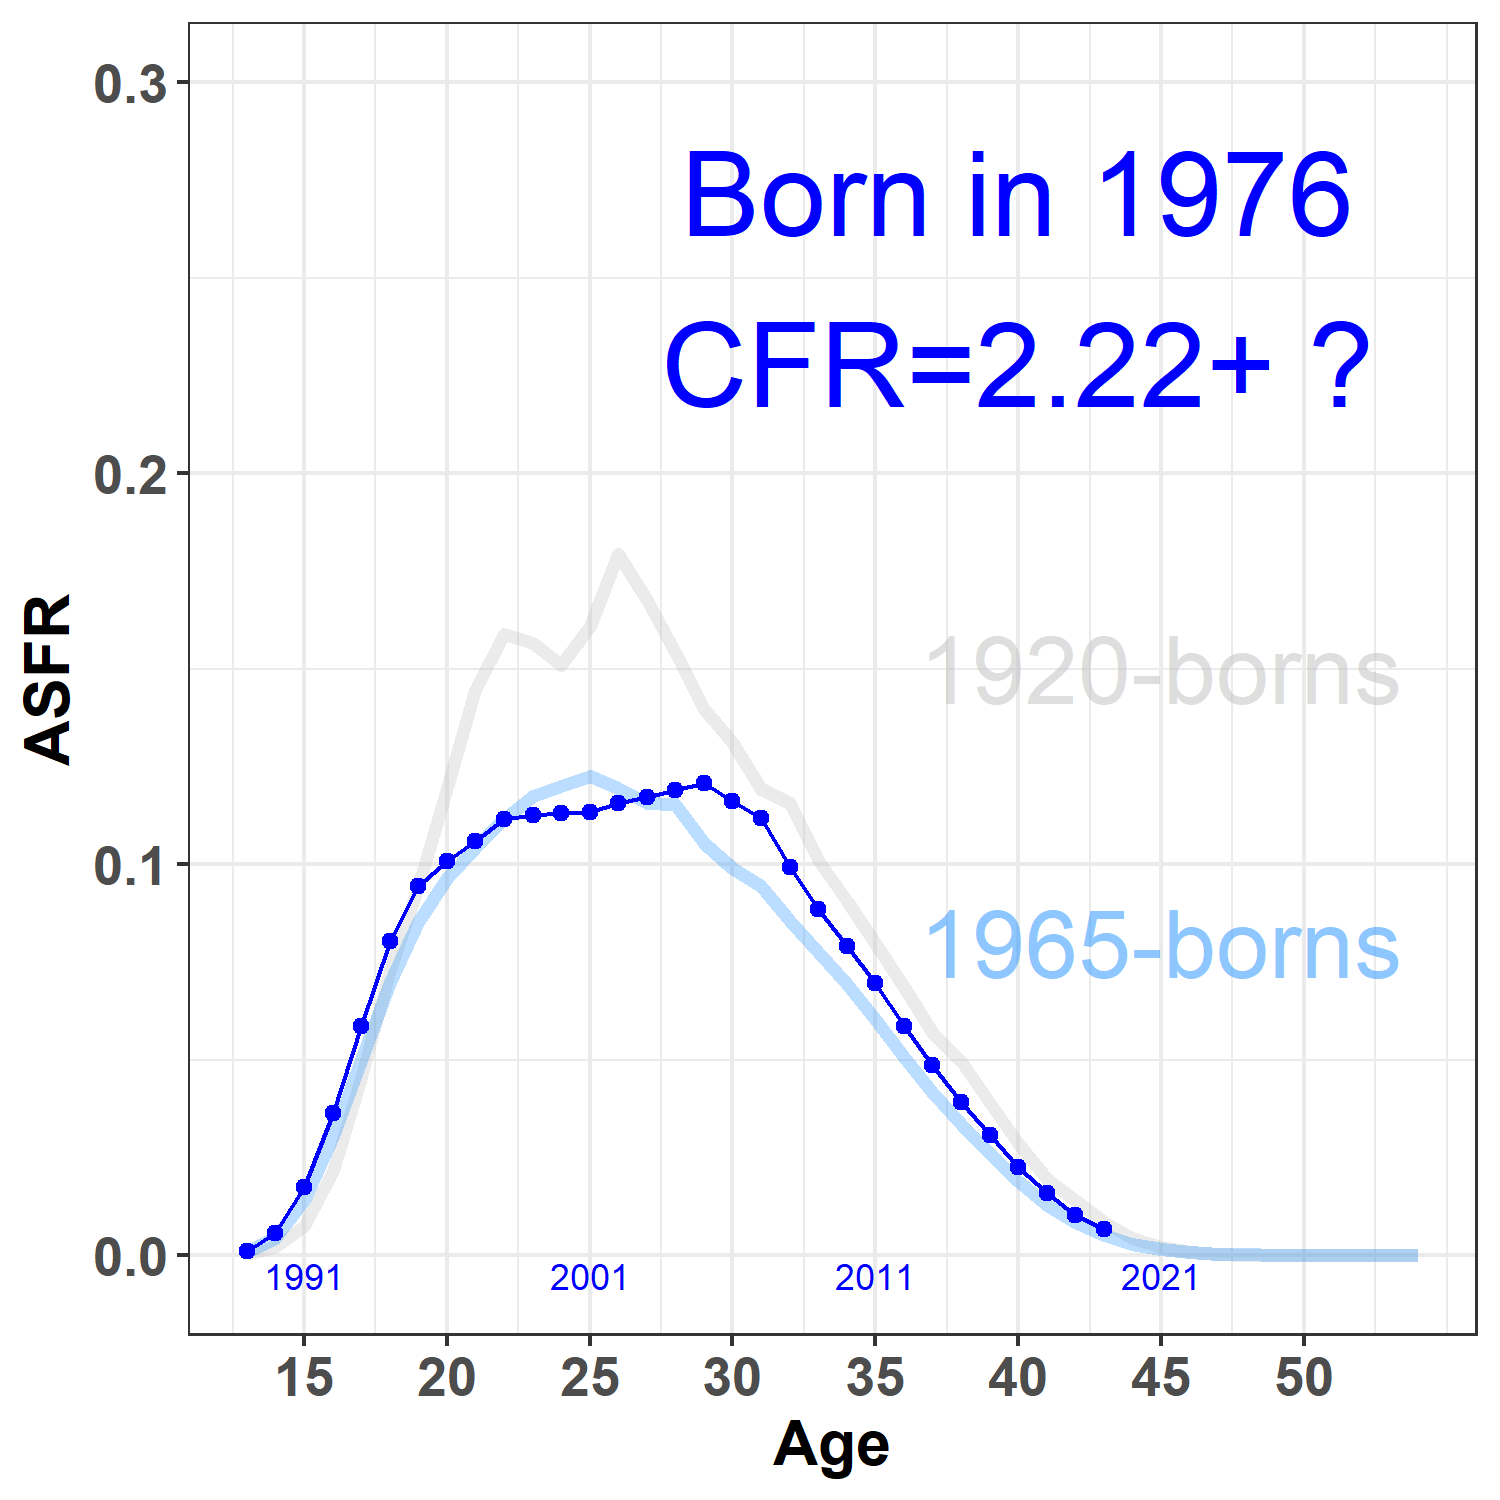 0.3
Born in 1976
CFR=2.22+ ?
0.2
1920-borns
ASFR
0.1
1965-borns
0.0
1991 2001 2011 2021
15 20 25 30 35 40 45 50
Age